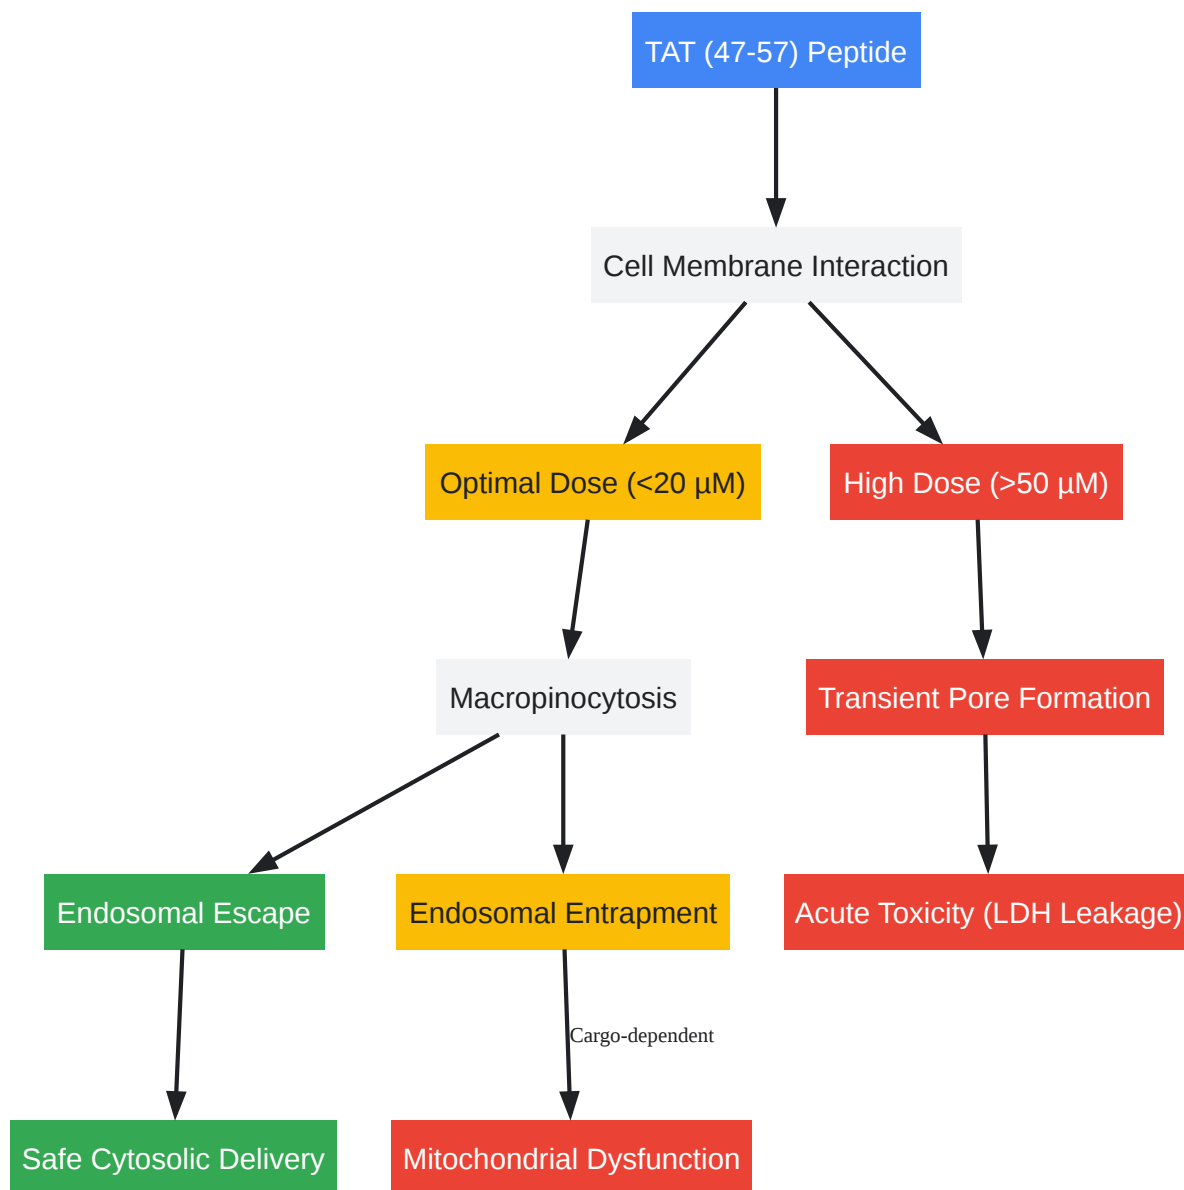 TAT (47-57) Peptide
Cell Membrane Interaction
Optimal Dose (<20 µM)
High Dose (>50 µM)
Macropinocytosis
Transient Pore Formation
Endosomal Escape
Endosomal Entrapment
Acute Toxicity (LDH Leakage)
Cargo-dependent
Safe Cytosolic Delivery
Mitochondrial Dysfunction